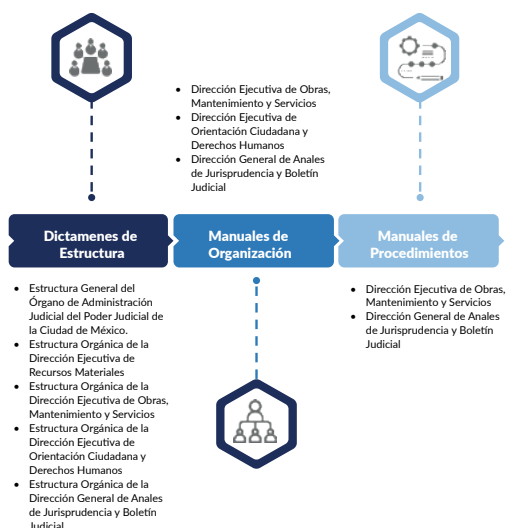 Dictamenes de
Estructura
• Estructura General del
Órgano de Administración
Judicial del Poder Judicial de
la Ciudad de México.
• Estructura Orgánica de la
Dirección Ejecutiva de
Recursos Materiales
• Estructura Orgánica de la
Dirección Ejecutiva de Obras,
Mantenimiento y Servicios
• Estructura Orgánica de la
Dirección Ejecutiva de
Orientación Ciudadana y
Derechos Humanos
• Estructura Orgánica de la
Dirección General de Anales
de Jurisprudencia y Boletín
Judicial
• Dirección Ejecutiva de Obras,
Mantenimiento y Servicios
• Dirección Ejecutiva de
Orientación Ciudadana y
Derechos Humanos
• Dirección General de Anales
de Jurisprudencia y Boletín
Judicial
Manuales de
Organización
Manuales de
Procedimientos
• Dirección Ejecutiva de Obras,
Mantenimiento y Servicios
• Dirección General de Anales
de Jurisprudencia y Boletín
Judicial